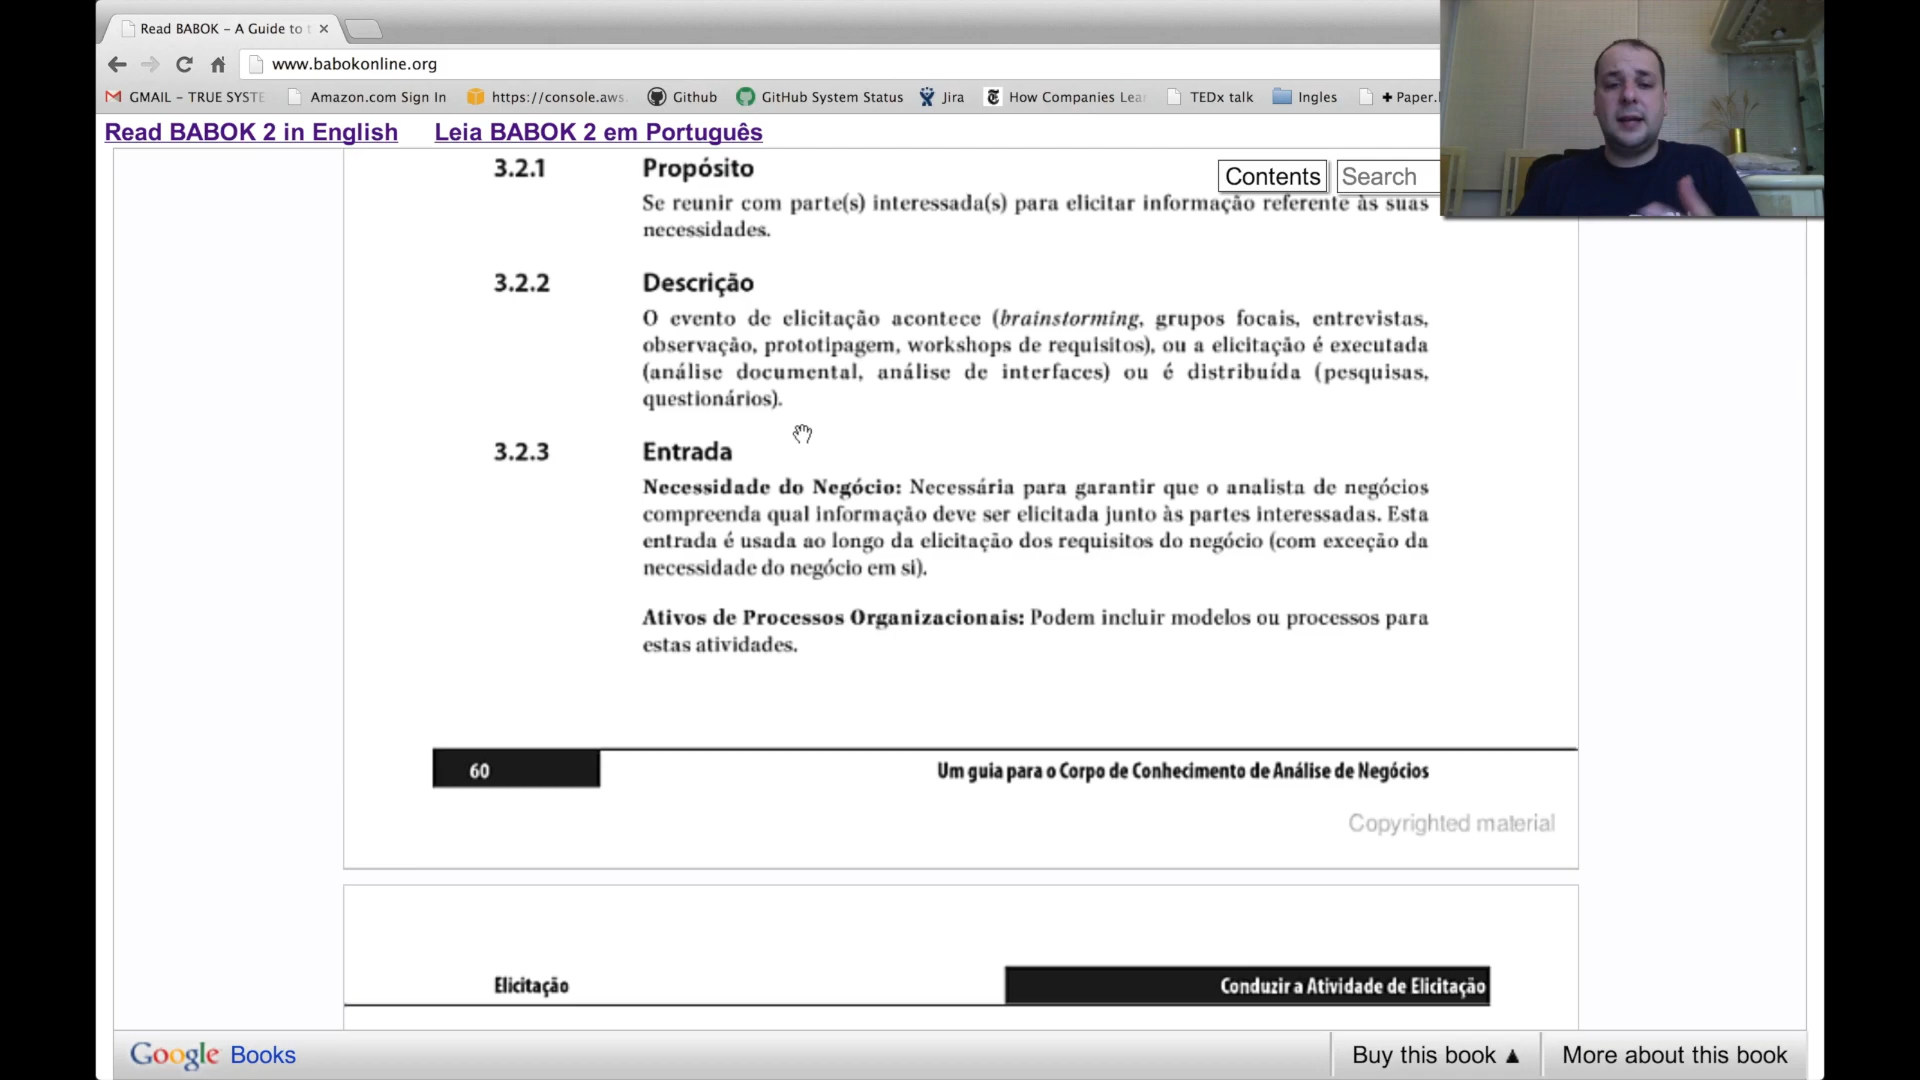 Read BABOK – A Guide to t
www.babokonline.org
GMAIL – TRUE SYSTE Amazon.com Sign In https://console.aws. Github GitHub System Status Jira How Companies Lea TEDx talk Ingles +Paper.
Read BABOK 2 in English Leia BABOK 2 em Português
Contents Search
3.2.1 Propósito
Se reunir com parte(s) interessada(s) para elicitar informação referente às suas
necessidades.
3.2.2 Descrição
O evento de elicitação acontece (brainstorming, grupos focais, entrevistas,
observação, prototipagem, workshops de requisitos), ou a elicitação é executada
(análise documental, análise de interfaces) ou é distribuída (pesquisas,
questionários).
3.2.3 Entrada
Necessidade do Negócio: Necessária para garantir que o analista de negócios
compreenda qual informação deve ser elicitada junto às partes interessadas. Esta
entrada é usada ao longo da elicitação dos requisitos do negócio (com exceção da
necessidade do negócio em si).
Ativos de Processos Organizacionais: Podem incluir modelos ou processos para
estas atividades.
60 Um guia para o Corpo de Conhecimento de Análise de Negócios
Copyrighted material
Elicitação Conduzir a Atividade de Elicitação
Google Books Buy this book ▲ More about this book